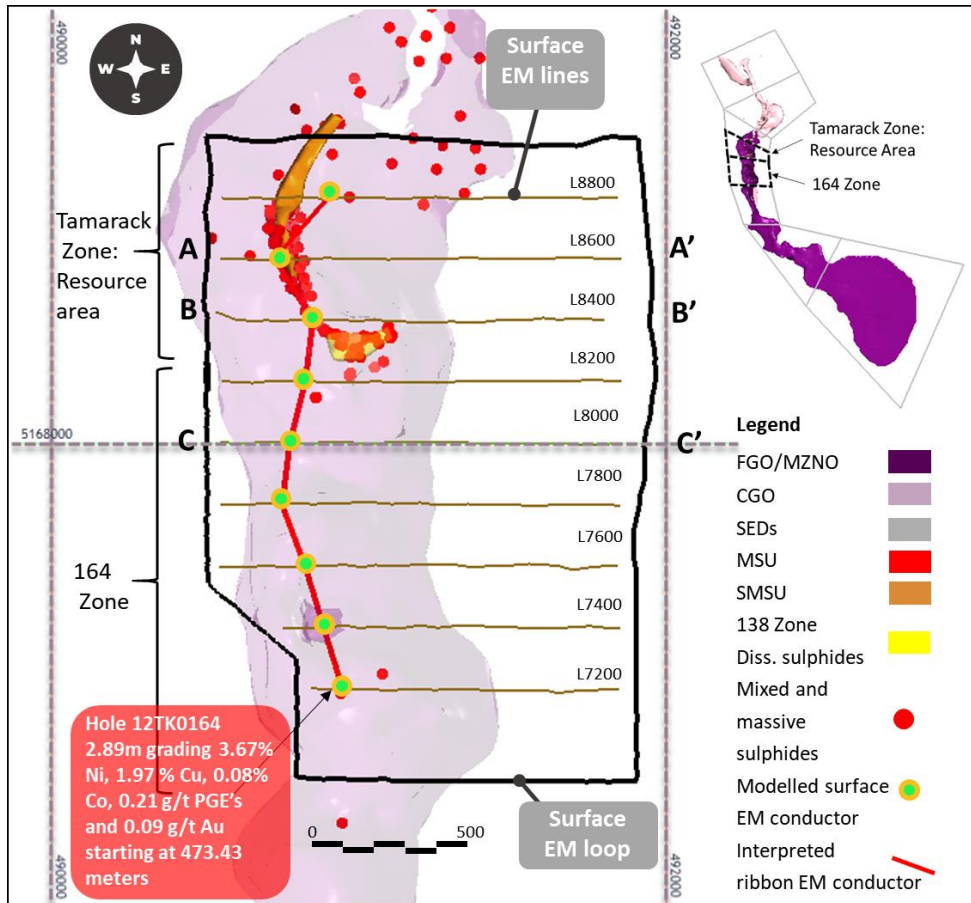 490000
492000
N
W E
S
Surface
EM lines
Tamarack Zone:
Resource Area
164 Zone
Tamarack
Zone:
Resource
area
L8800
A
L8600
A'
B
L8400
B'
L8200
L8000
5168000
C
C'
L7800
L7600
164
Zone
L7400
L7200
Hole 12TK0164
2.89m grading 3.67%
Ni, 1.97 % Cu, 0.08%
Co, 0.21 g/t PGE's
and 0.09 g/t Au
starting at 473.43
meters
0 500
Surface
EM loop
490000
492000
Legend
FGO/MZNO
CGO
SEDs
MSU
SMSU
138 Zone
Diss. sulphides
Mixed and
massive
sulphides
Modelled surface
EM conductor
Interpreted
ribbon EM conductor